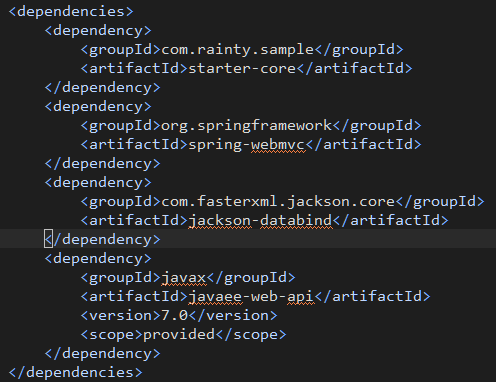 <dependencies>
    <dependency>
        <groupId>com.rainty.sample</groupId>
        <artifactId>starter-core</artifactId>
    </dependency>
    <dependency>
        <groupId>org.springframework</groupId>
        <artifactId>spring-webmvc</artifactId>
    </dependency>
    <dependency>
        <groupId>com.fasterxml.jackson.core</groupId>
        <artifactId>jackson-databind</artifactId>
    </dependency>
    <dependency>
        <groupId>javax</groupId>
        <artifactId>javaee-web-api</artifactId>
        <version>7.0</version>
        <scope>provided</scope>
    </dependency>
</dependencies>